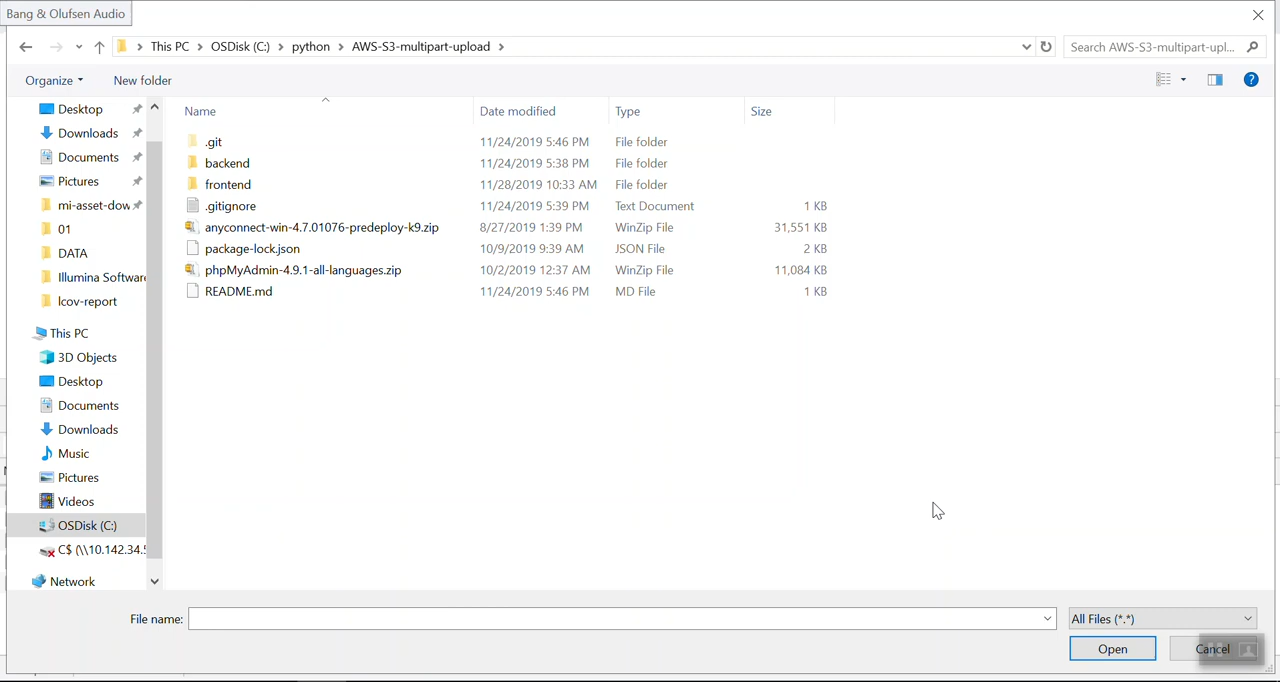 Bang & Olufsen Audio
This PC > OSDisk (C:) > python > AWS-S3-multipart-upload >
Search AWS-S3-multipart-upl...
Organize New folder
Name Date modified Type Size
.git 11/24/2019 5:46 PM File folder
backend 11/24/2019 5:38 PM File folder
frontend 11/28/2019 10:33 AM File folder
.gitignore 11/24/2019 5:39 PM Text Document 1 KB
anyconnect-win-4.7.01076-predeploy-k9.zip 8/27/2019 1:39 PM WinZip File 31,551 KB
package-lock.json 10/9/2019 9:39 AM JSON File 2 KB
phpMyAdmin-4.9.1-all-languages.zip 10/2/2019 12:37 AM WinZip File 11,084 KB
README.md 11/24/2019 5:46 PM MD File 1 KB
Desktop
Downloads
Documents
Pictures
mi-asset-dow
01
DATA
Illumina Software
lcov-report
This PC
3D Objects
Desktop
Documents
Downloads
Music
Pictures
Videos
OSDisk (C:)
C$ (\\10.142.34.5
Network
File name:
All Files (*.*)
Open Cancel